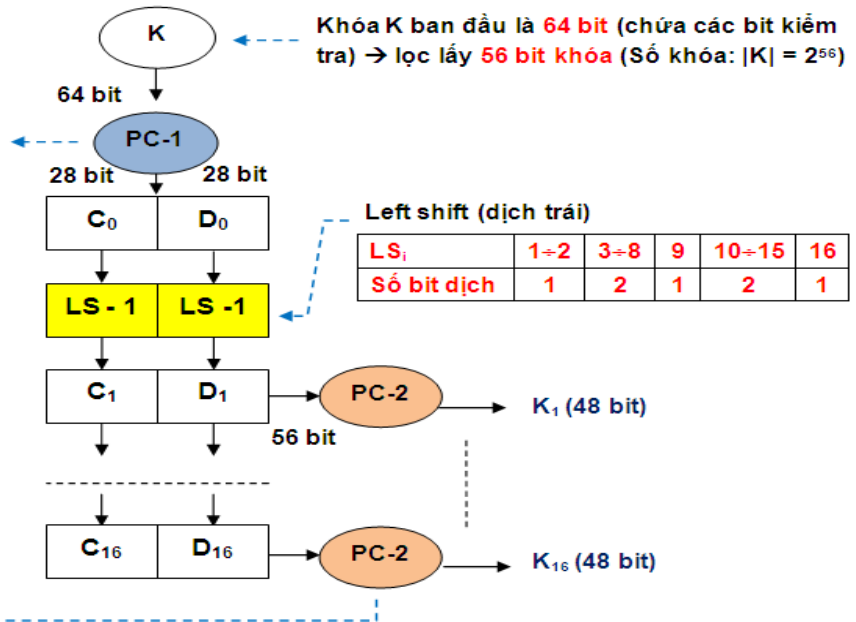 K
Khóa K ban đầu là 64 bit (chứa các bit kiểm
tra) → lọc lấy 56 bit khóa (Số khóa: |K| = 2⁵⁶)
64 bit
PC-1
28 bit
28 bit
C₀
D₀
Left shift (dịch trái)
LSᵢ 1÷2 3÷8 9 10÷15 16
Số bit dịch 1 2 1 2 1
LS - 1
LS -1
C₁
D₁
PC-2
K₁ (48 bit)
56 bit
C₁₆
D₁₆
PC-2
K₁₆ (48 bit)